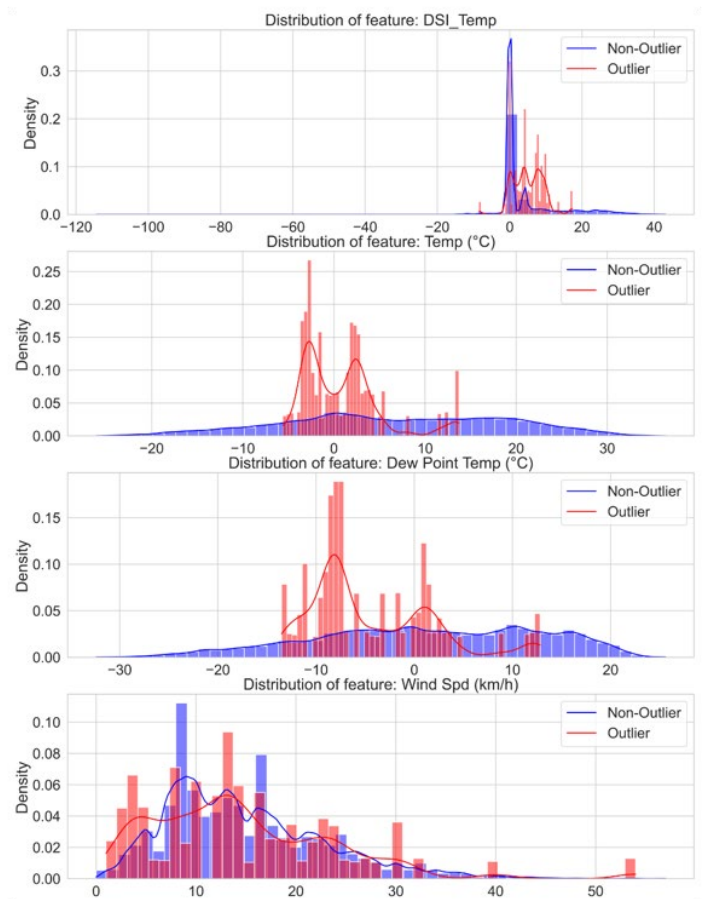 Distribution of feature: DSI_Temp
Density
0.3
0.2
0.1
0.0
Non-Outlier
Outlier
−120
−100
−80
−60
−40
−20
0
20
40
Distribution of feature: Temp (°C)
Density
0.25
0.20
0.15
0.10
0.05
0.00
Non-Outlier
Outlier
−20
−10
0
10
20
30
Distribution of feature: Dew Point Temp (°C)
Density
0.15
0.10
0.05
0.00
Non-Outlier
Outlier
−30
−20
−10
0
10
20
Distribution of feature: Wind Spd (km/h)
Density
0.10
0.08
0.06
0.04
0.02
0.00
Non-Outlier
Outlier
0
10
20
30
40
50